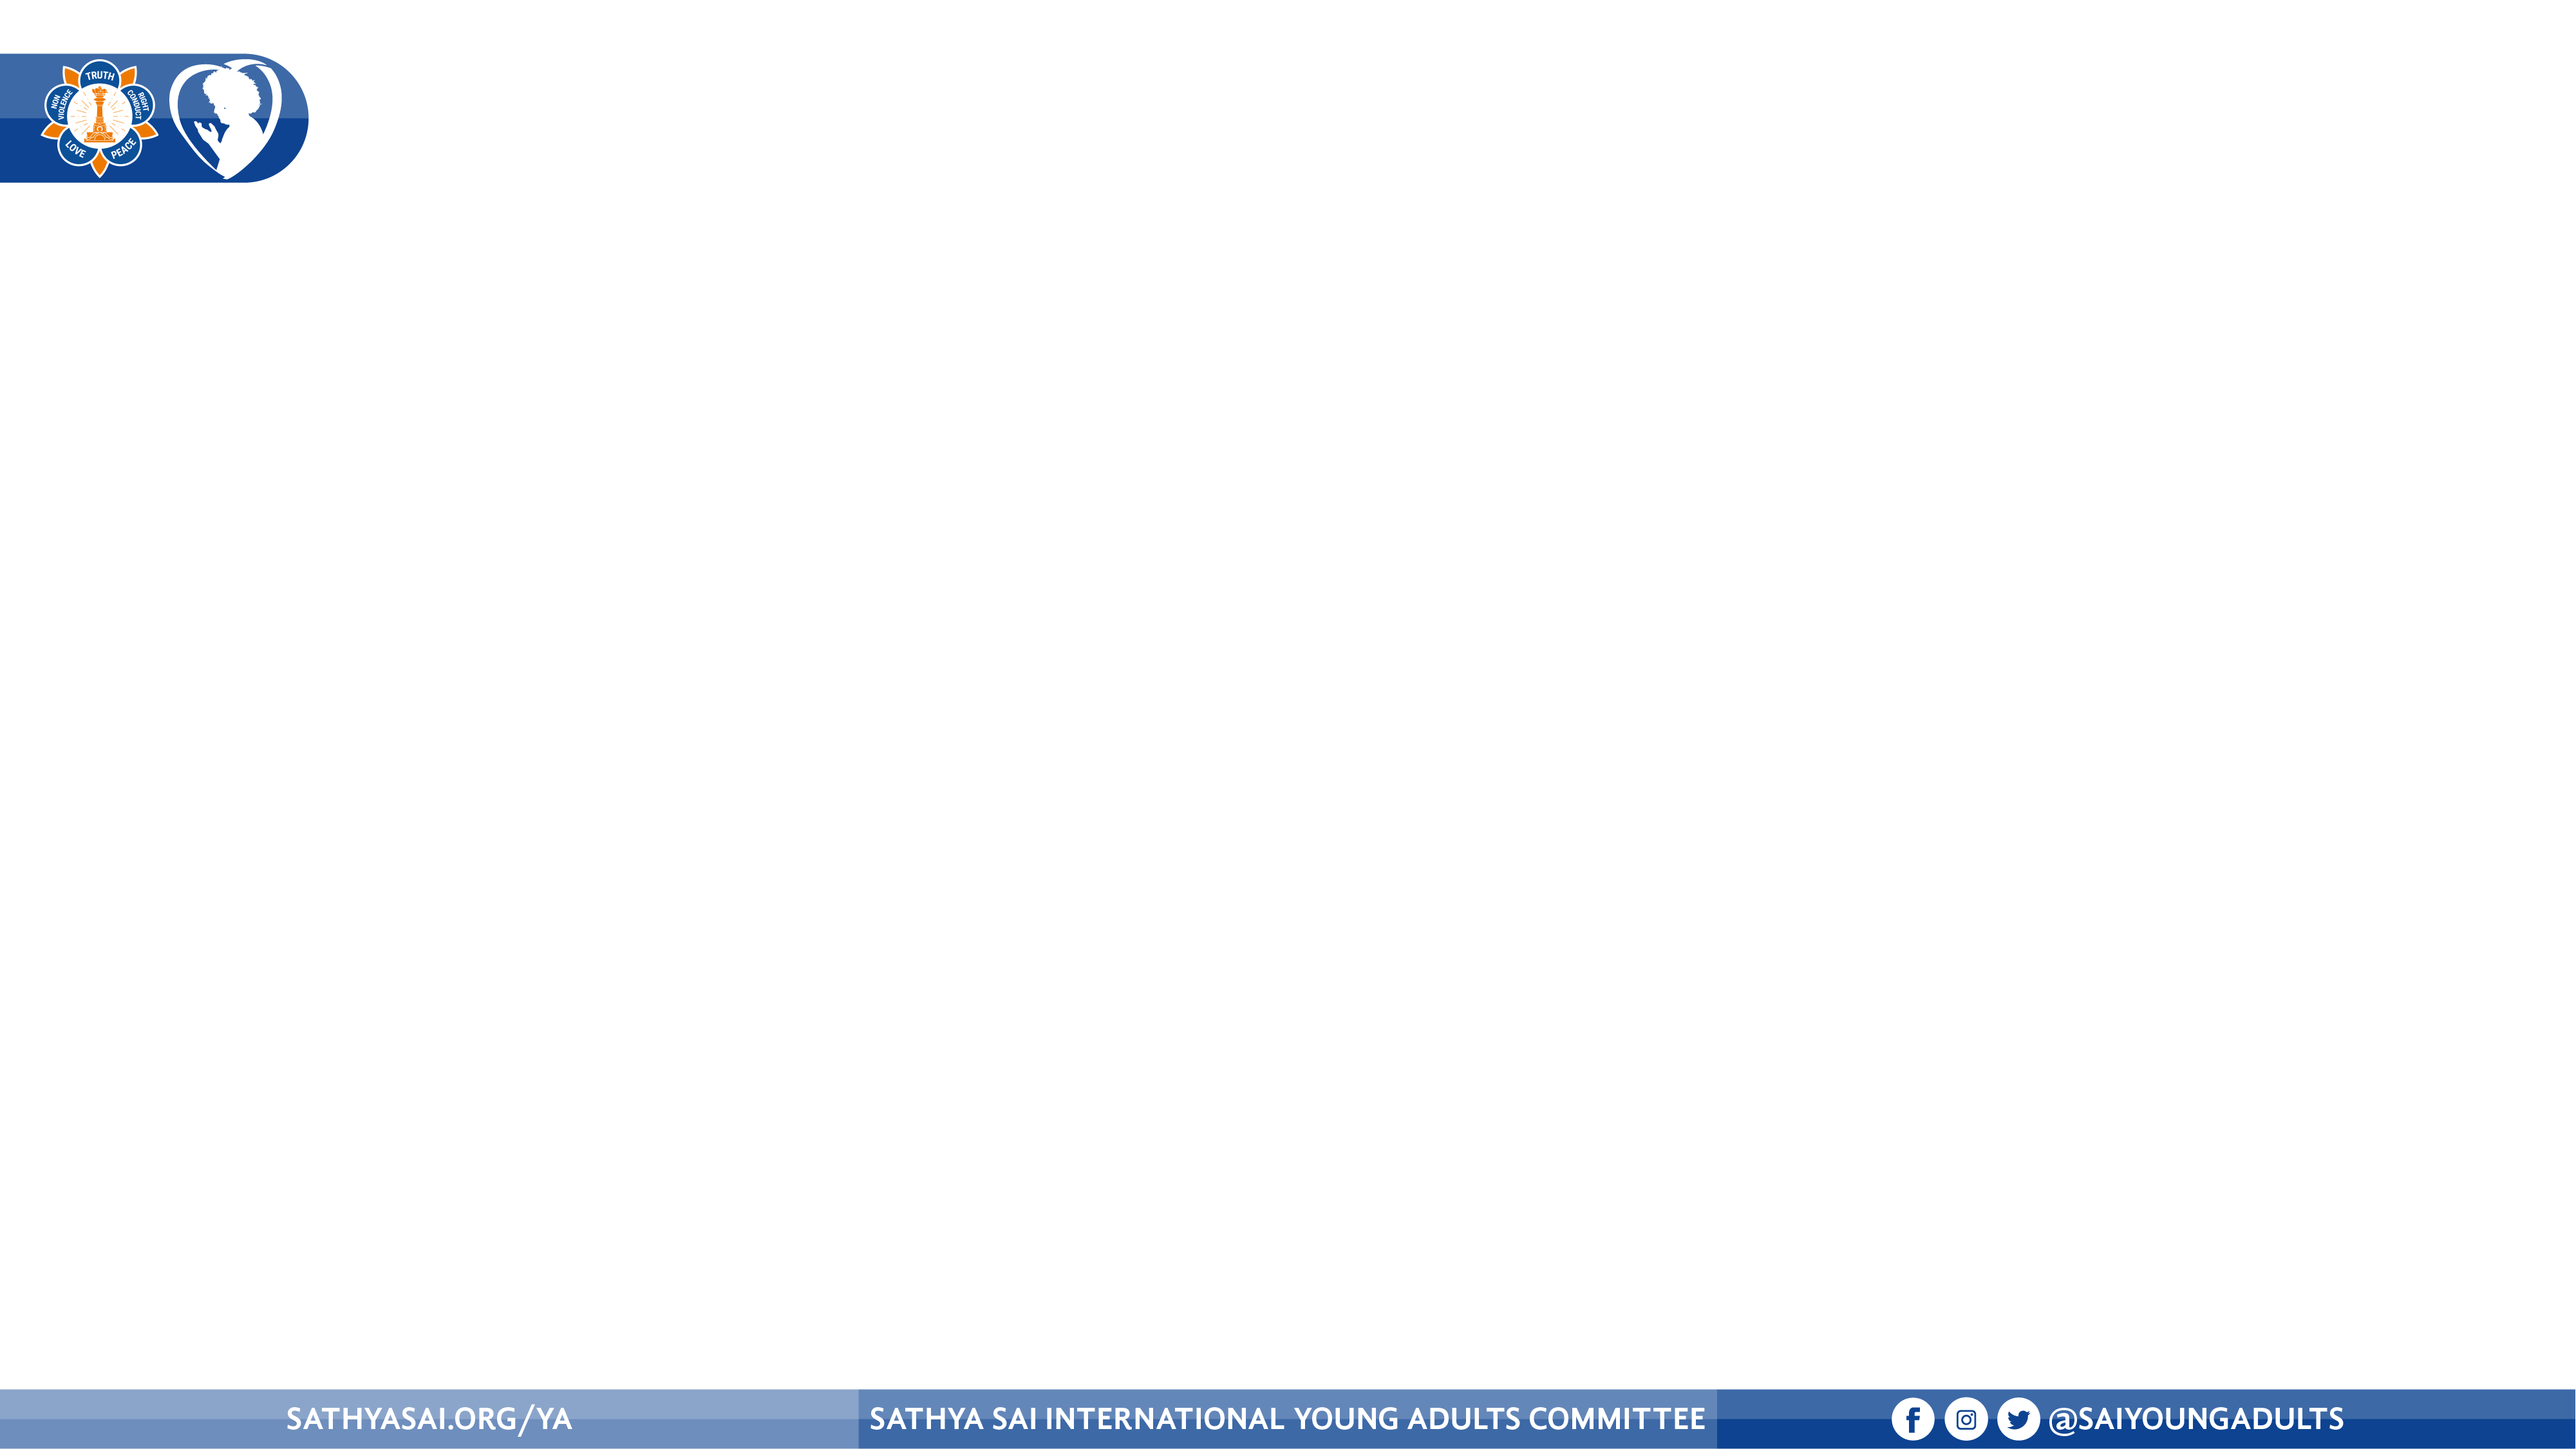 TRUTH
NON VIOLENCE
RIGHT CONDUCT
LOVE
PEACE
SATHYASAI.ORG/YA
SATHYA SAI INTERNATIONAL YOUNG ADULTS COMMITTEE
@SAIYOUNGADULTS